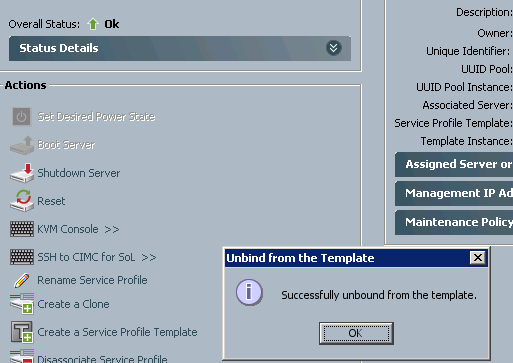 Overall Status: Ok
Status Details
Actions
Set Desired Power State
Boot Server
Shutdown Server
Reset
KVM Console >>
SSH to CIMC for SoL >>
Rename Service Profile
Create a Clone
Create a Service Profile Template
Disassociate Service Profile
Description:
Owner:
Unique Identifier:
UUID Pool:
UUID Pool Instance:
Associated Server:
Service Profile Template:
Template Instance:
Assigned Server or
Management IP Ad
Maintenance Policy
Unbind from the Template
Successfully unbound from the template.
OK